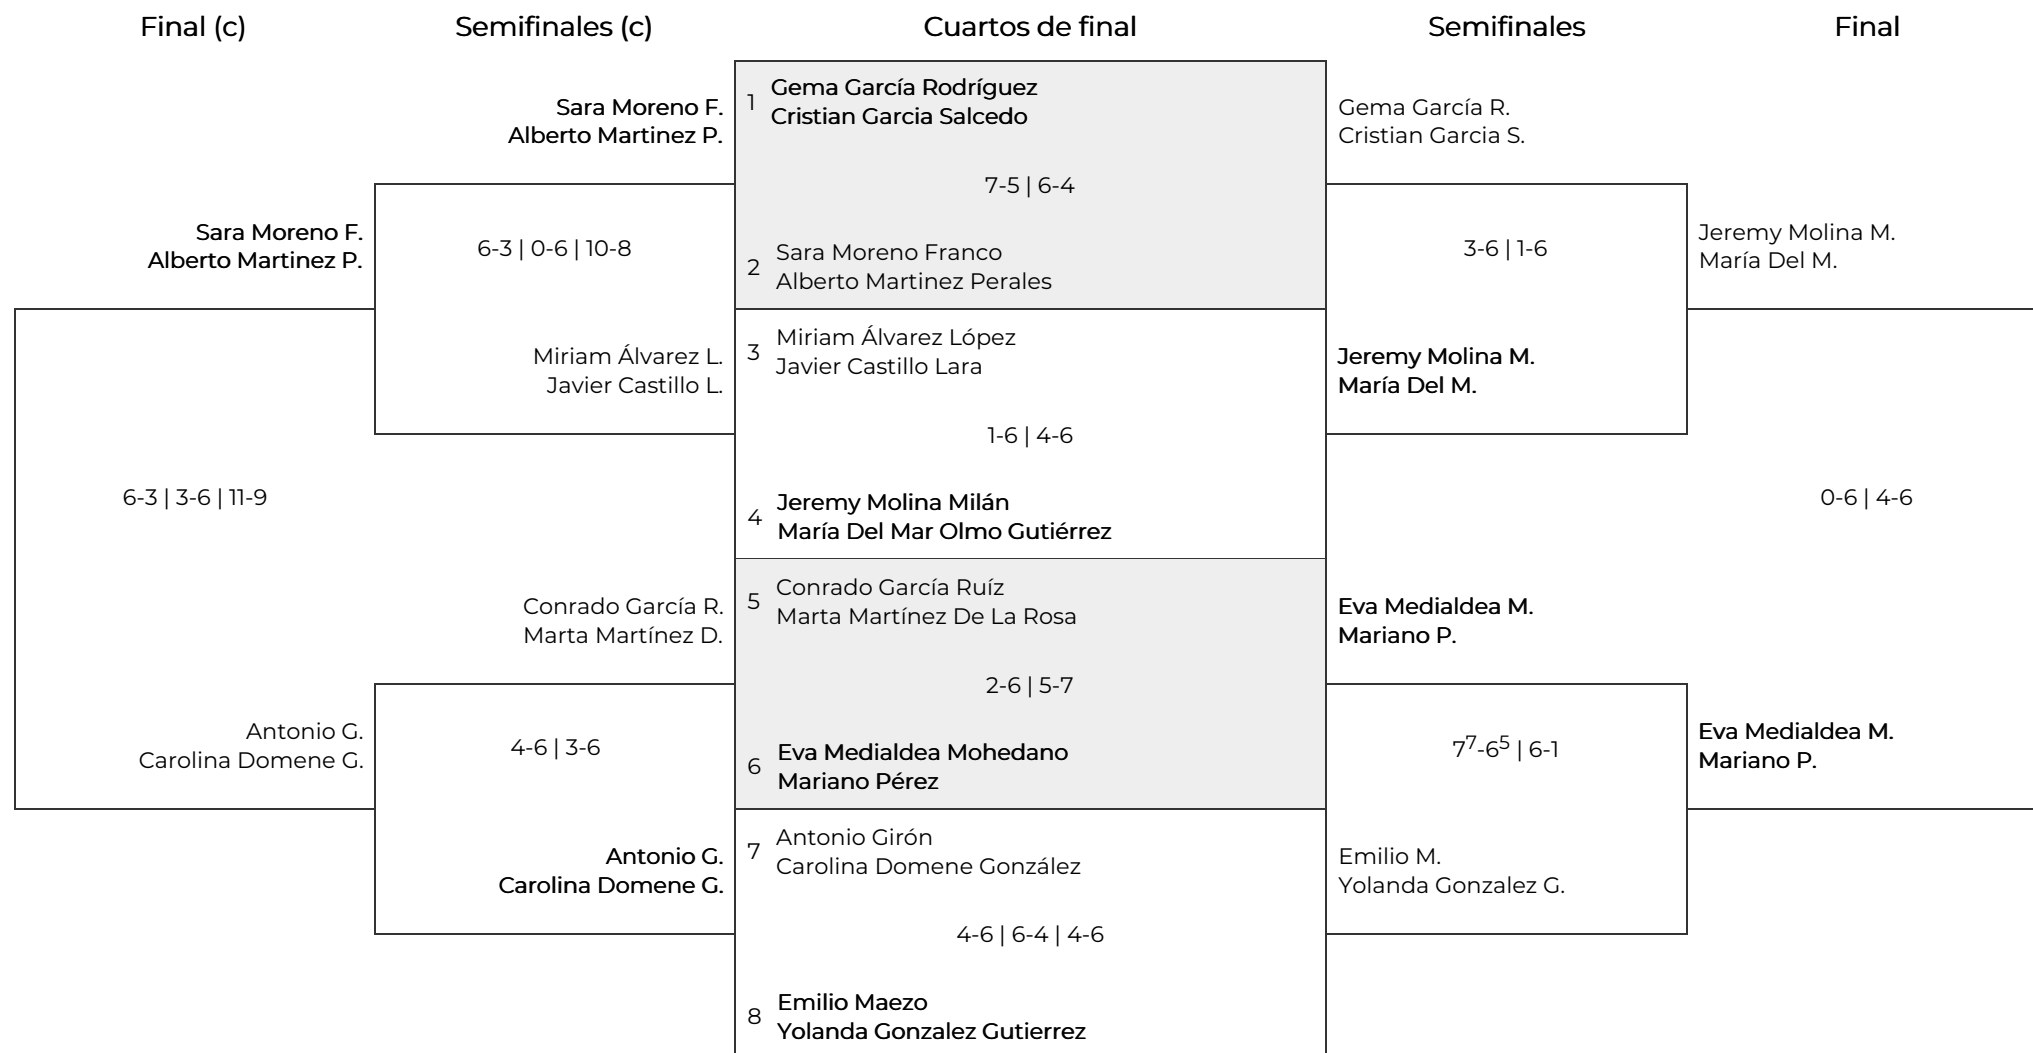 Final (c)
Semifinales (c)
Cuartos de final
Semifinales
Final
Sara Moreno F.
Alberto Martinez P.
6-3 | 0-6 | 10-8
Miriam Álvarez L.
Javier Castillo L.
Sara Moreno F.
Alberto Martinez P.
6-3 | 3-6 | 11-9
Antonio G.
Carolina Domene G.
Conrado García R.
Marta Martínez D.
4-6 | 3-6
Antonio G.
Carolina Domene G.
1
Gema García Rodríguez
Cristian Garcia Salcedo
7-5 | 6-4
2
Sara Moreno Franco
Alberto Martinez Perales
3
Miriam Álvarez López
Javier Castillo Lara
1-6 | 4-6
4
Jeremy Molina Milán
María Del Mar Olmo Gutiérrez
5
Conrado García Ruíz
Marta Martínez De La Rosa
2-6 | 5-7
6
Eva Medialdea Mohedano
Mariano Pérez
7
Antonio Girón
Carolina Domene González
4-6 | 6-4 | 4-6
8
Emilio Maezo
Yolanda Gonzalez Gutierrez
Gema García R.
Cristian Garcia S.
3-6 | 1-6
Jeremy Molina M.
María Del M.
Eva Medialdea M.
Mariano P.
7⁷-6⁵ | 6-1
Emilio M.
Yolanda Gonzalez G.
Jeremy Molina M.
María Del M.
0-6 | 4-6
Eva Medialdea M.
Mariano P.